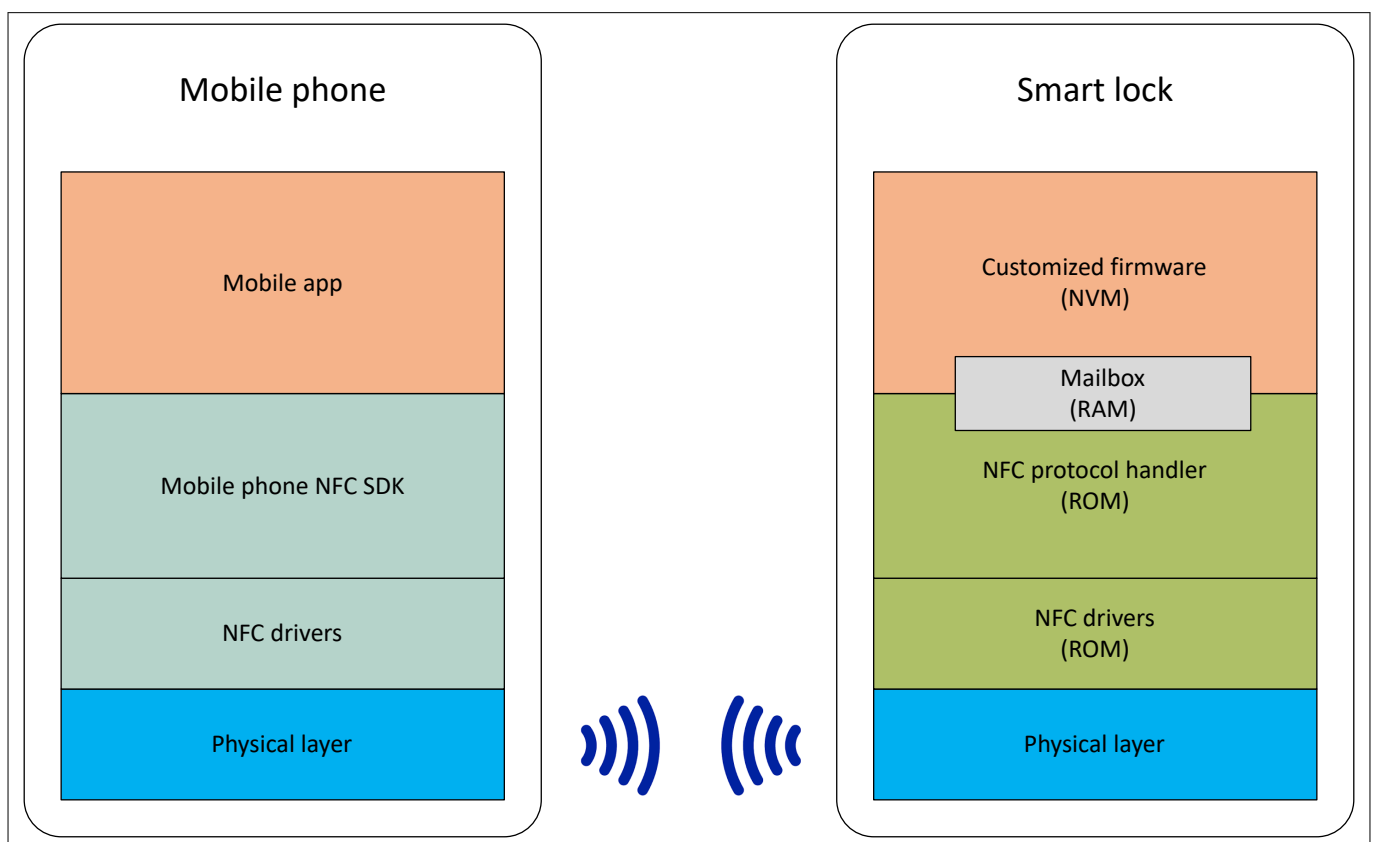 Mobile phone
Mobile app
Mobile phone NFC SDK
NFC drivers
Physical layer
Smart lock
Customized firmware
(NVM)
Mailbox
(RAM)
NFC protocol handler
(ROM)
NFC drivers
(ROM)
Physical layer